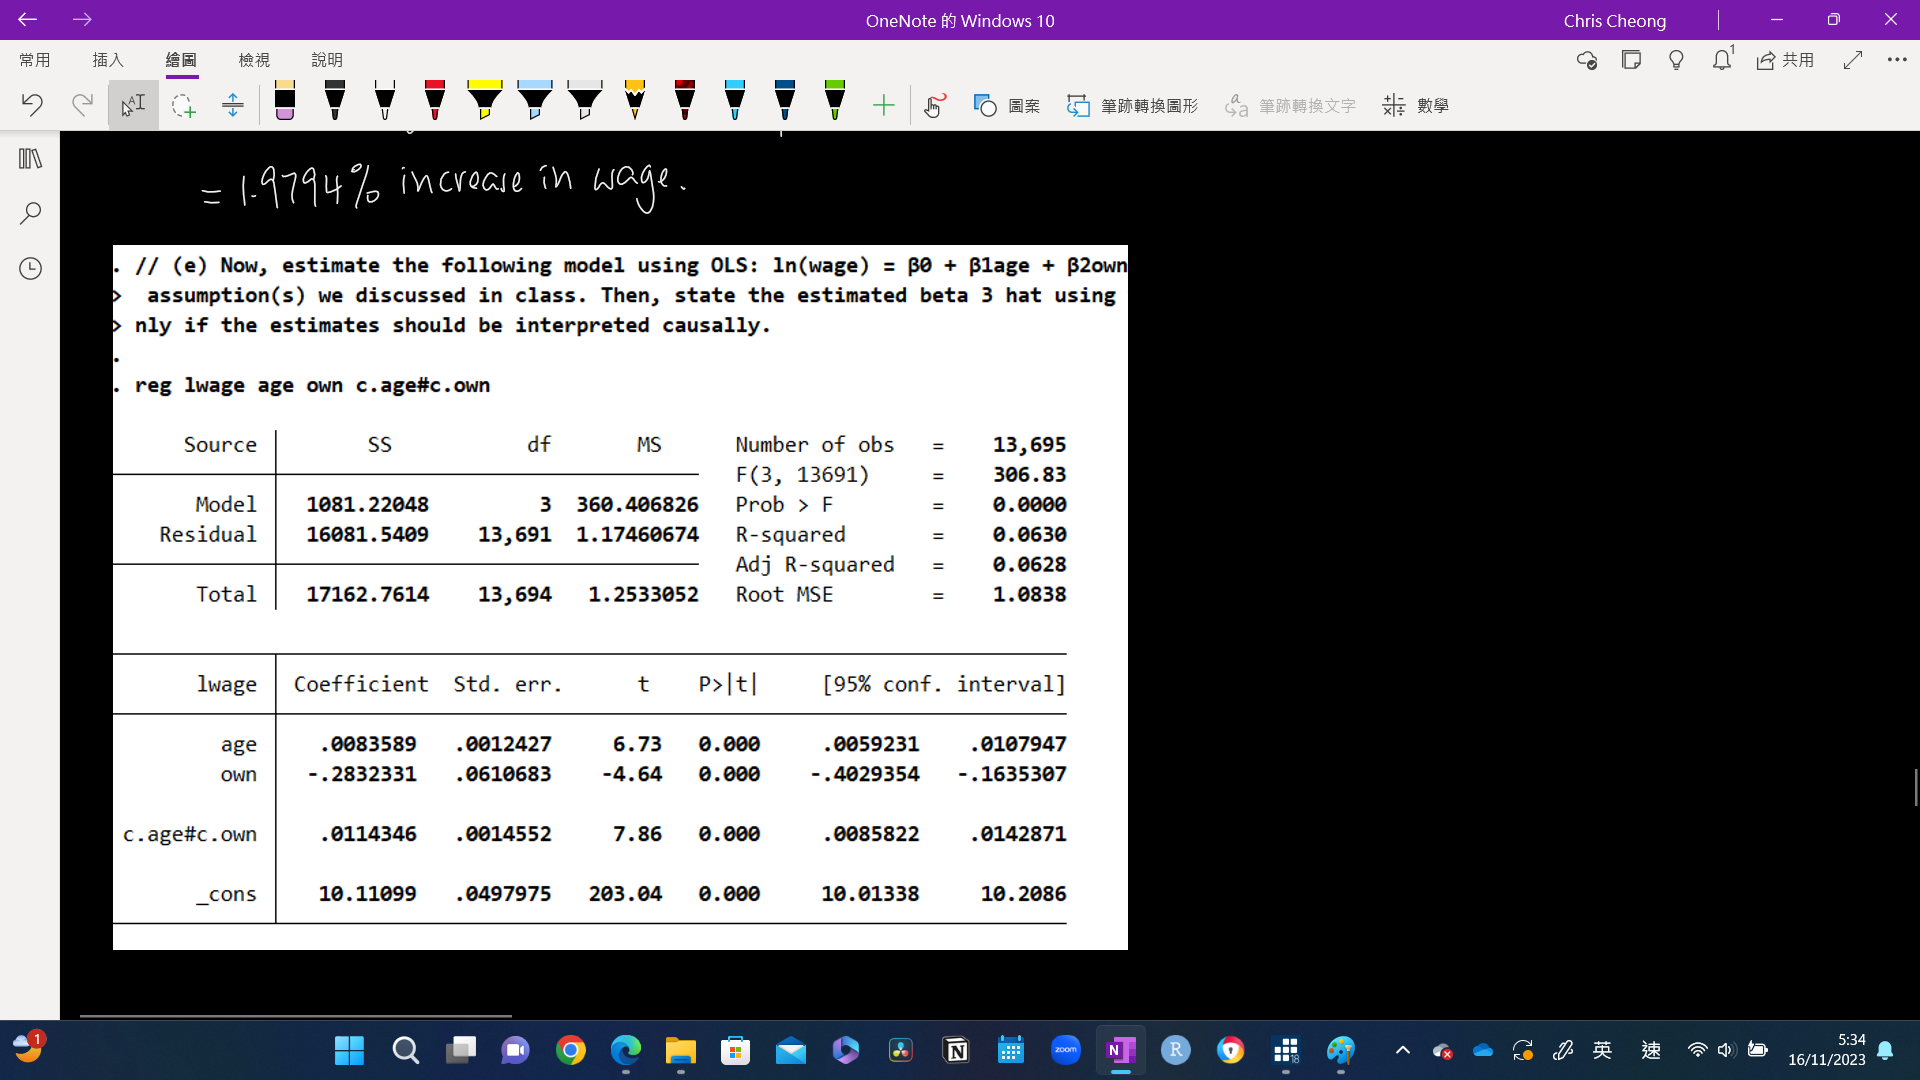 OneNote 的 Windows 10
Chris Cheong
常用 插入 繪圖 檢視 說明
1
共用
圖案
筆跡轉換圖形
筆跡轉換文字
數學
= 1.9794% increase in wage.
. // (e) Now, estimate the following model using OLS: ln(wage) = β0 + β1age + β2own
> assumption(s) we discussed in class. Then, state the estimated beta 3 hat using
> nly if the estimates should be interpreted causally.
.
. reg lwage age own c.age#c.own
Source | SS df MS Number of obs = 13,695
F(3, 13691) = 306.83
Model | 1081.22048 3 360.406826 Prob > F = 0.0000
Residual | 16081.5409 13,691 1.17460674 R-squared = 0.0630
Adj R-squared = 0.0628
Total | 17162.7614 13,694 1.2533052 Root MSE = 1.0838
lwage | Coefficient Std. err. t P>|t| [95% conf. interval]
age | .0083589 .0012427 6.73 0.000 .0059231 .0107947
own | -.2832331 .0610683 -4.64 0.000 -.4029354 -.1635307
c.age#c.own | .0114346 .0014552 7.86 0.000 .0085822 .0142871
_cons | 10.11099 .0497975 203.04 0.000 10.01338 10.2086
1
zoom
N
N
R
18
英
速
5:34
16/11/2023